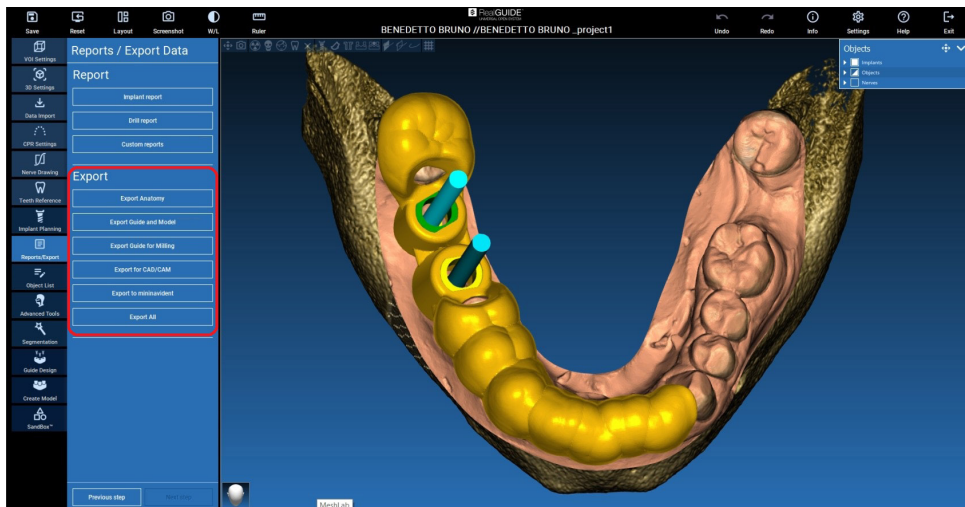 Save
Reset
Layout
Screenshot
W/L
Ruler
RealGUIDE
BENEDETTO BRUNO //BENEDETTO BRUNO _project1
Undo
Redo
Info
Settings
Help
Exit
VOI Settings
3D Settings
Data Import
CPR Settings
Nerve Drawing
Teeth Reference
Implant Planning
Reports/Export
Object List
Advanced Tools
Segmentation
Guide Design
Create Model
SandBox™
Reports / Export Data
Report
Implant report
Drill report
Custom reports
Export
Export Anatomy
Export Guide and Model
Export Guide for Milling
Export for CAD/CAM
Export to mininavident
Export All
Previous step
Next step
Objects
Implants
Objects
Nerves
MeshLab